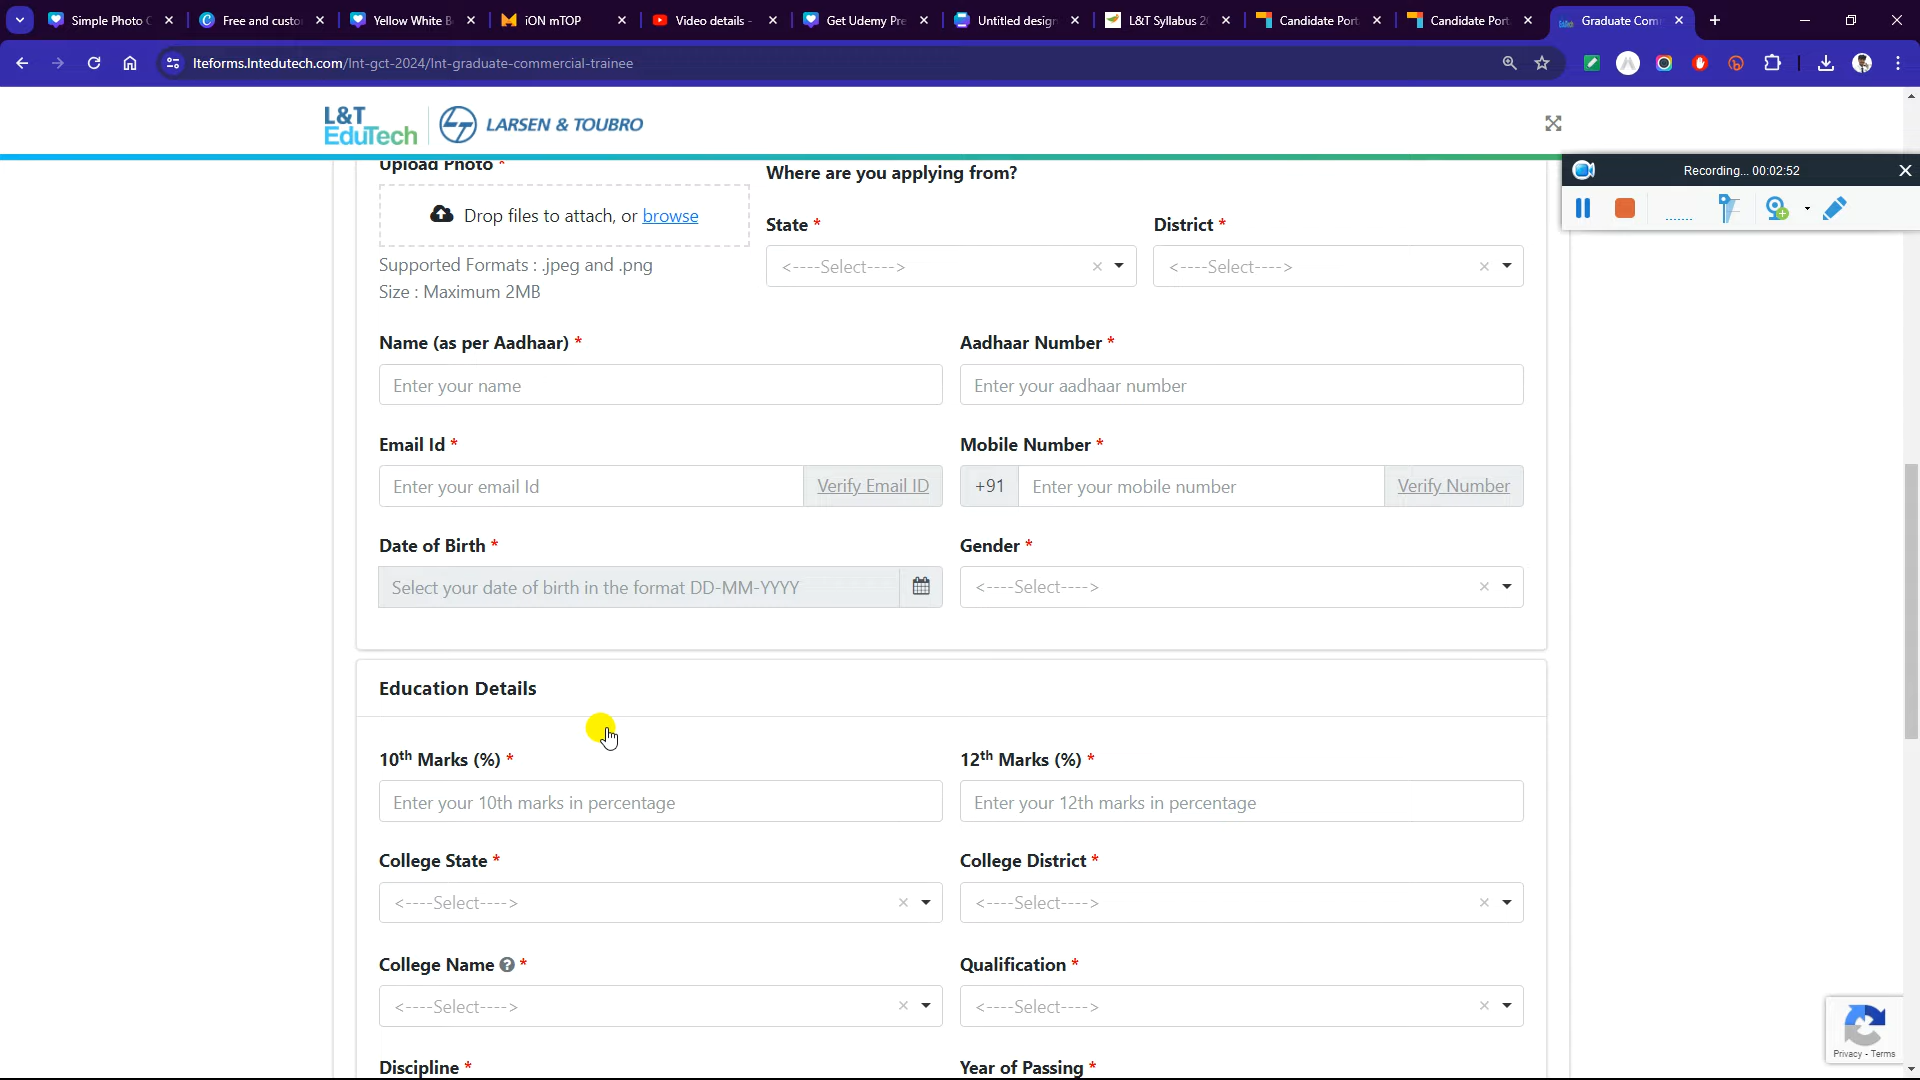 Simple Photo C
Free and custo
Yellow White B
iON mTOP
Video details -
Get Udemy Pre
Untitled design
L&T Syllabus 2
Candidate Port
Candidate Port
Graduate Com
lteforms.lntedutech.com/lnt-gct-2024/lnt-graduate-commercial-trainee
L&T
EduTech
LARSEN & TOUBRO
Recording... 00:02:52
Upload Photo *
Where are you applying from?
Drop files to attach, or browse
State *
District *
<----Select---->
<----Select---->
Supported Formats : .jpeg and .png
Size : Maximum 2MB
Name (as per Aadhaar) *
Aadhaar Number *
Enter your name
Enter your aadhaar number
Email Id *
Mobile Number *
Enter your email Id
Verify Email ID
+91
Enter your mobile number
Verify Number
Date of Birth *
Gender *
Select your date of birth in the format DD-MM-YYYY
<----Select---->
Education Details
10th Marks (%) *
12th Marks (%) *
Enter your 10th marks in percentage
Enter your 12th marks in percentage
College State *
College District *
<----Select---->
<----Select---->
College Name ? *
Qualification *
<----Select---->
<----Select---->
Discipline *
Year of Passing *
Privacy - Terms